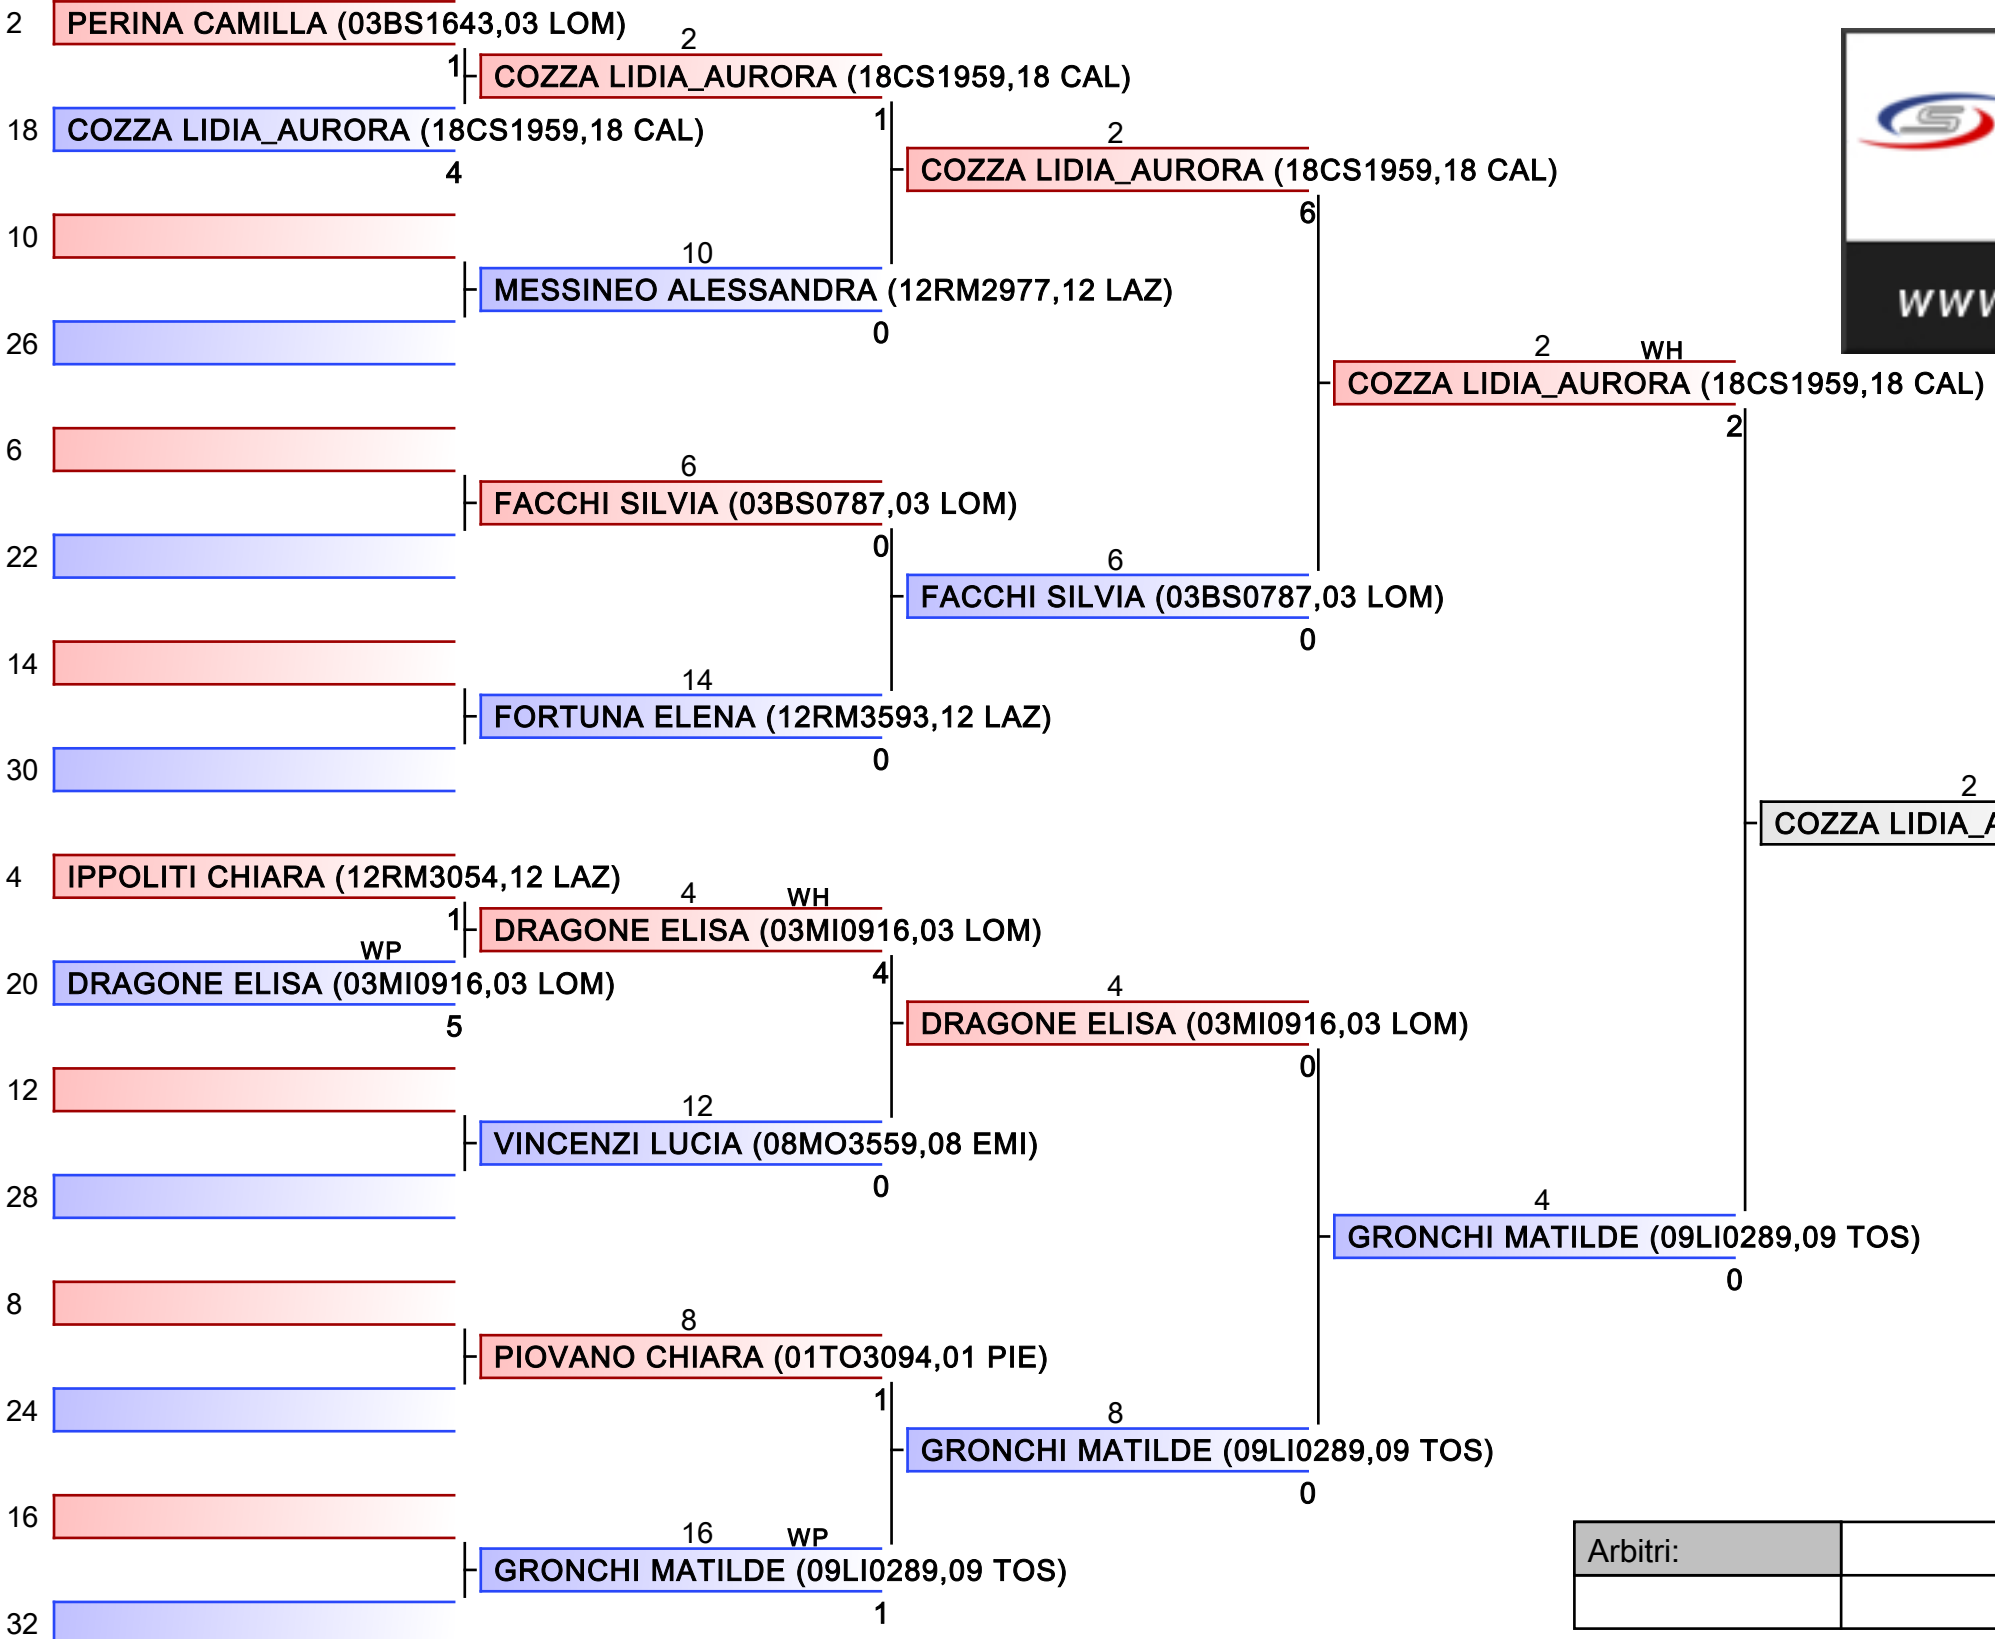 2 PERINA CAMILLA (03BS1643,03 LOM)
1
2
COZZA LIDIA_AURORA (18CS1959,18 CAL)
1
18 COZZA LIDIA_AURORA (18CS1959,18 CAL)
4
2
COZZA LIDIA_AURORA (18CS1959,18 CAL)
6
10
10
MESSINEO ALESSANDRA (12RM2977,12 LAZ)
0
26
WWW
2 WH
COZZA LIDIA_AURORA (18CS1959,18 CAL)
2
6
6
FACCHI SILVIA (03BS0787,03 LOM)
0
22
6
FACCHI SILVIA (03BS0787,03 LOM)
0
14
14
FORTUNA ELENA (12RM3593,12 LAZ)
0
30
2
COZZA LIDIA_A
4 IPPOLITI CHIARA (12RM3054,12 LAZ)
1
4 WH
DRAGONE ELISA (03MI0916,03 LOM)
4
WP
20 DRAGONE ELISA (03MI0916,03 LOM)
5
4
DRAGONE ELISA (03MI0916,03 LOM)
0
12
12
VINCENZI LUCIA (08MO3559,08 EMI)
0
28
4
GRONCHI MATILDE (09LI0289,09 TOS)
0
8
8
PIOVANO CHIARA (01TO3094,01 PIE)
1
24
8
GRONCHI MATILDE (09LI0289,09 TOS)
0
16
16 WP
GRONCHI MATILDE (09LI0289,09 TOS)
1
32
Arbitri: